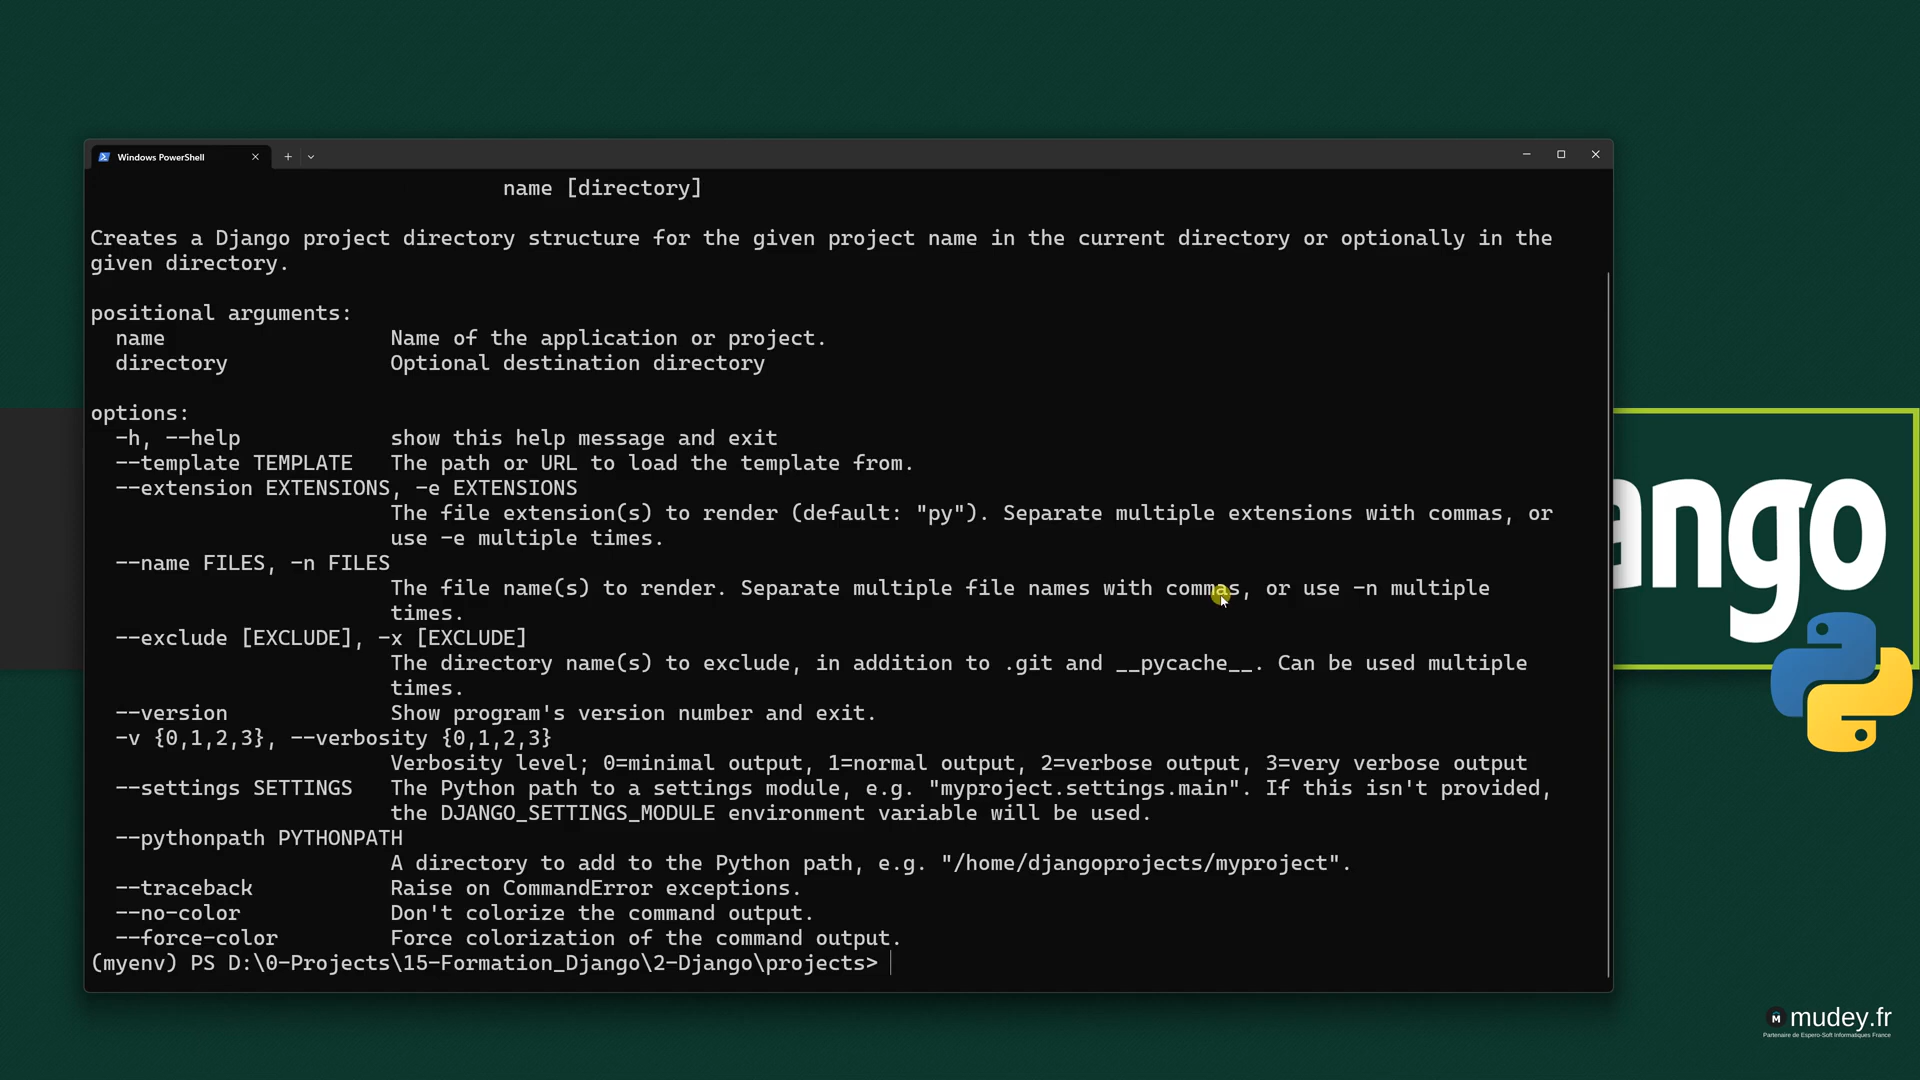 Windows PowerShell
name [directory]
Creates a Django project directory structure for the given project name in the current directory or optionally in the
given directory.
positional arguments:
name Name of the application or project.
directory Optional destination directory
options:
-h, --help show this help message and exit
--template TEMPLATE The path or URL to load the template from.
--extension EXTENSIONS, -e EXTENSIONS
The file extension(s) to render (default: "py"). Separate multiple extensions with commas, or
use -e multiple times.
--name FILES, -n FILES
The file name(s) to render. Separate multiple file names with commas, or use -n multiple
times.
--exclude [EXCLUDE], -x [EXCLUDE]
The directory name(s) to exclude, in addition to .git and __pycache__. Can be used multiple
times.
--version Show program's version number and exit.
-v {0,1,2,3}, --verbosity {0,1,2,3}
Verbosity level; 0=minimal output, 1=normal output, 2=verbose output, 3=very verbose output
--settings SETTINGS The Python path to a settings module, e.g. "myproject.settings.main". If this isn't provided,
the DJANGO_SETTINGS_MODULE environment variable will be used.
--pythonpath PYTHONPATH
A directory to add to the Python path, e.g. "/home/djangoprojects/myproject".
--traceback Raise on CommandError exceptions.
--no-color Don't colorize the command output.
--force-color Force colorization of the command output.
(myenv) PS D:\0-Projects\15-Formation_Django\2-Django\projects>
ango
M mudey.fr
Partenaire de Espero-Soft Informatiques France